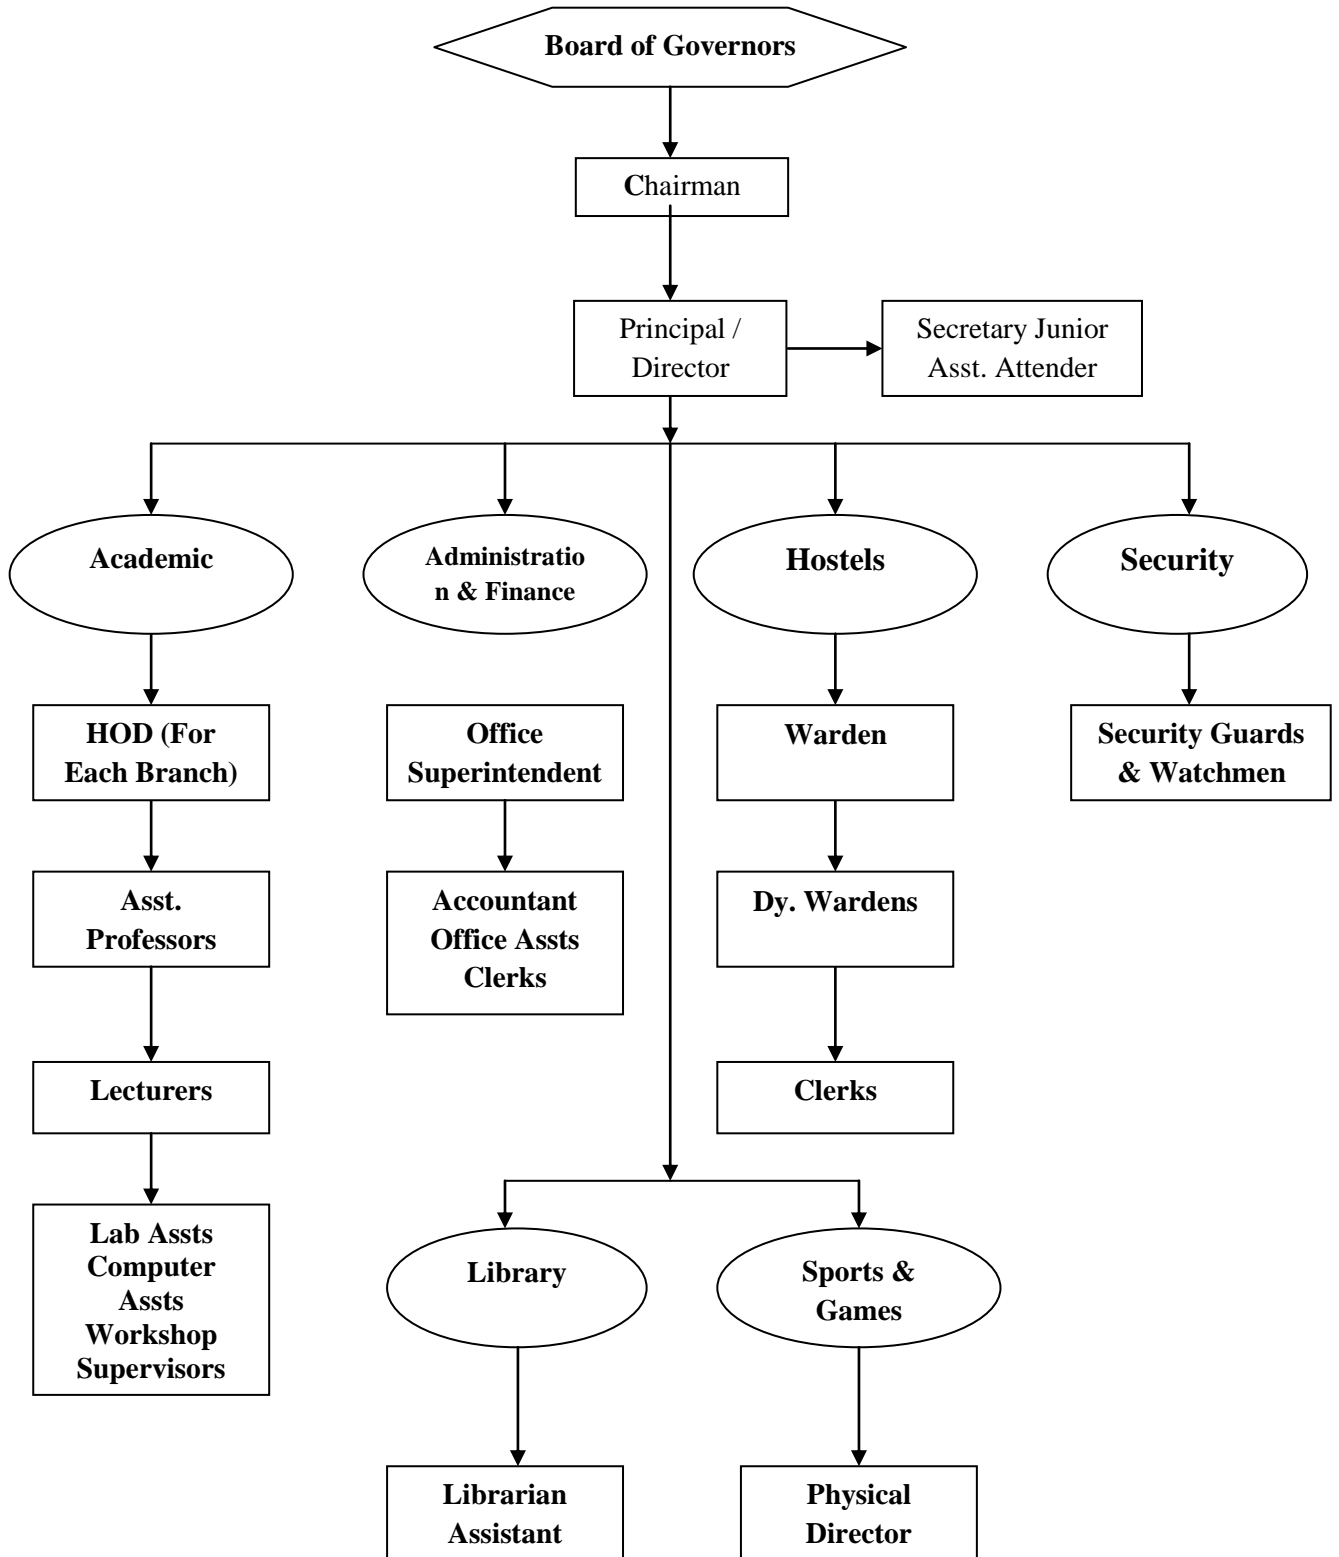 Board of Governors
Chairman
Principal /
Director
Secretary Junior
Asst. Attender
Academic
Administratio
n & Finance
Hostels
Security
HOD (For
Each Branch)
Office
Superintendent
Warden
Security Guards
& Watchmen
Asst.
Professors
Accountant
Office Assts
Clerks
Dy. Wardens
Lecturers
Clerks
Lab Assts
Computer
Assts
Workshop
Supervisors
Library
Sports &
Games
Librarian
Assistant
Physical
Director